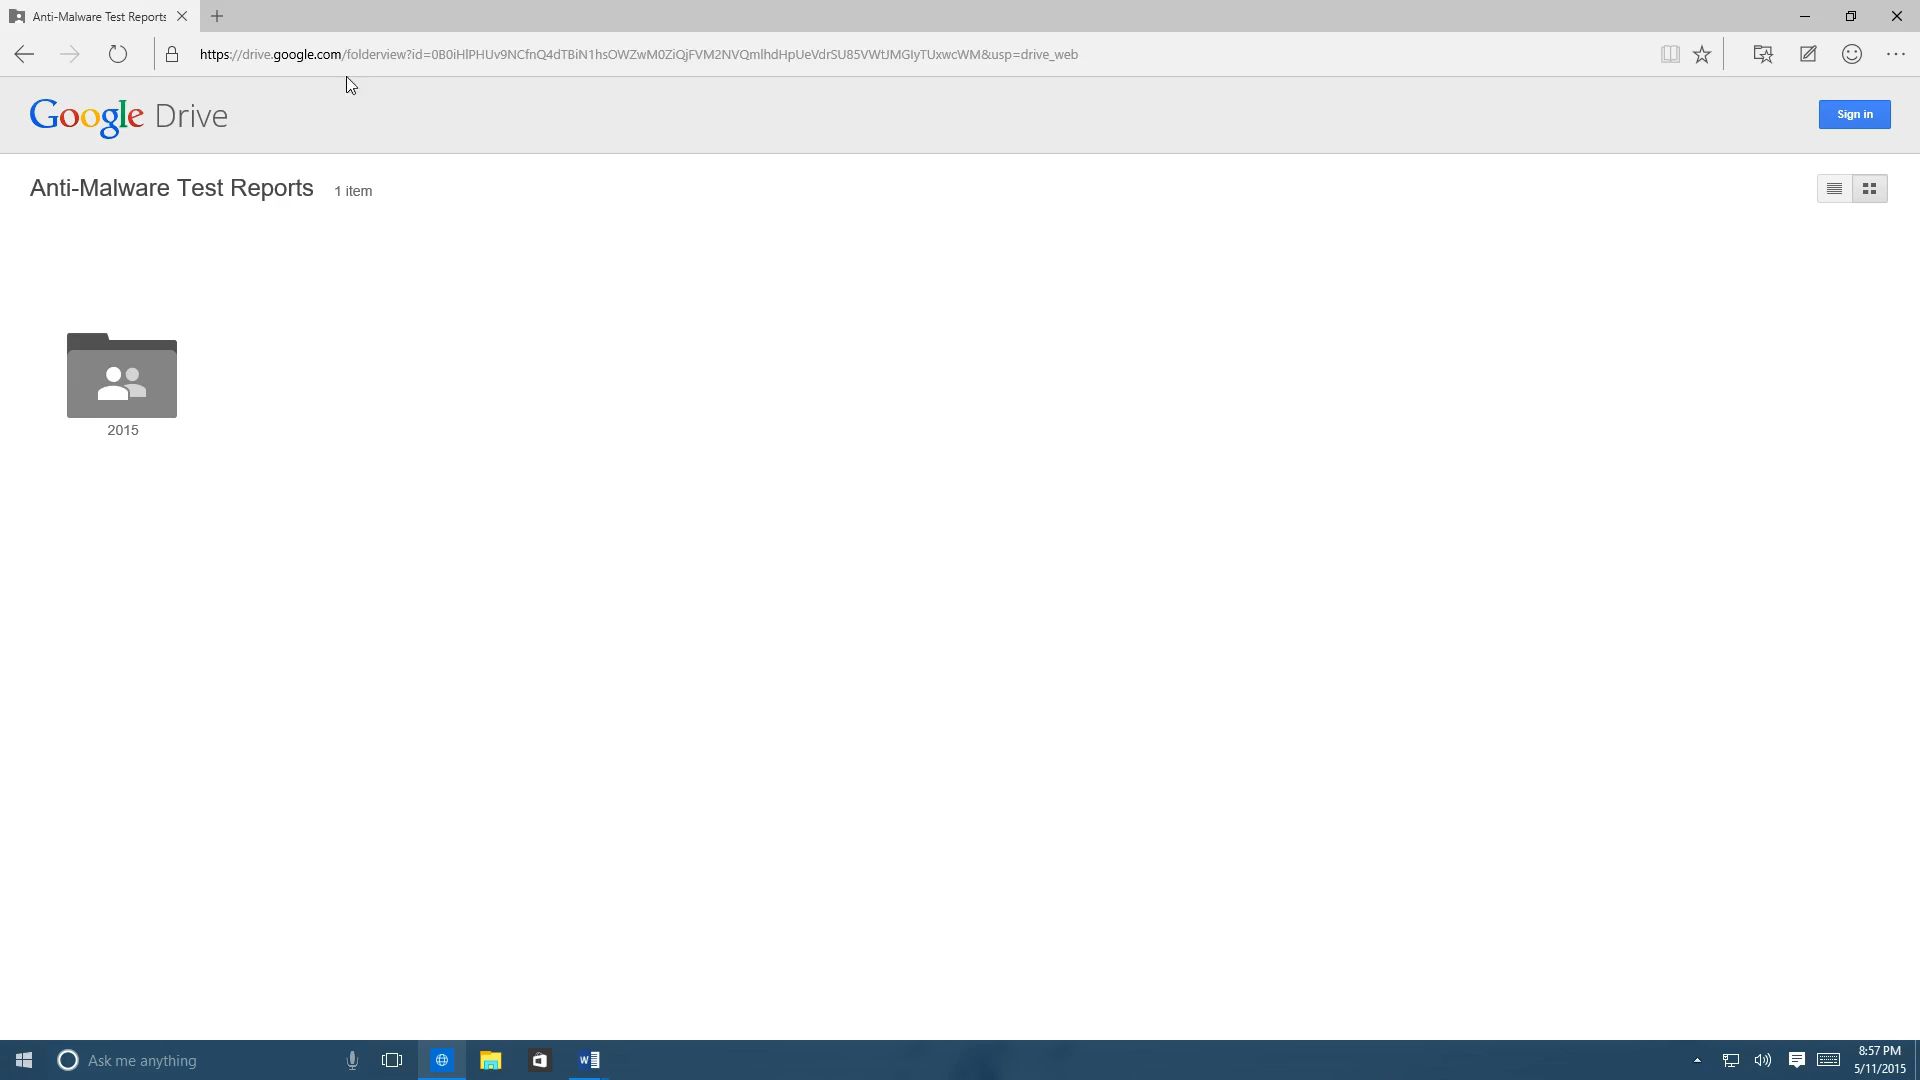 Anti-Malware Test Reports
https://drive.google.com/folderview?id=0B0iHlPHUv9NCfnQ4dTBiN1hsOWZwM0ZiQjFVM2NVQmlhdHpUeVdrSU85VWtJMGIyTUxwcWM&usp=drive_web
Google Drive
Sign in
Anti-Malware Test Reports 1 item
2015
Ask me anything
8:57 PM
5/11/2015